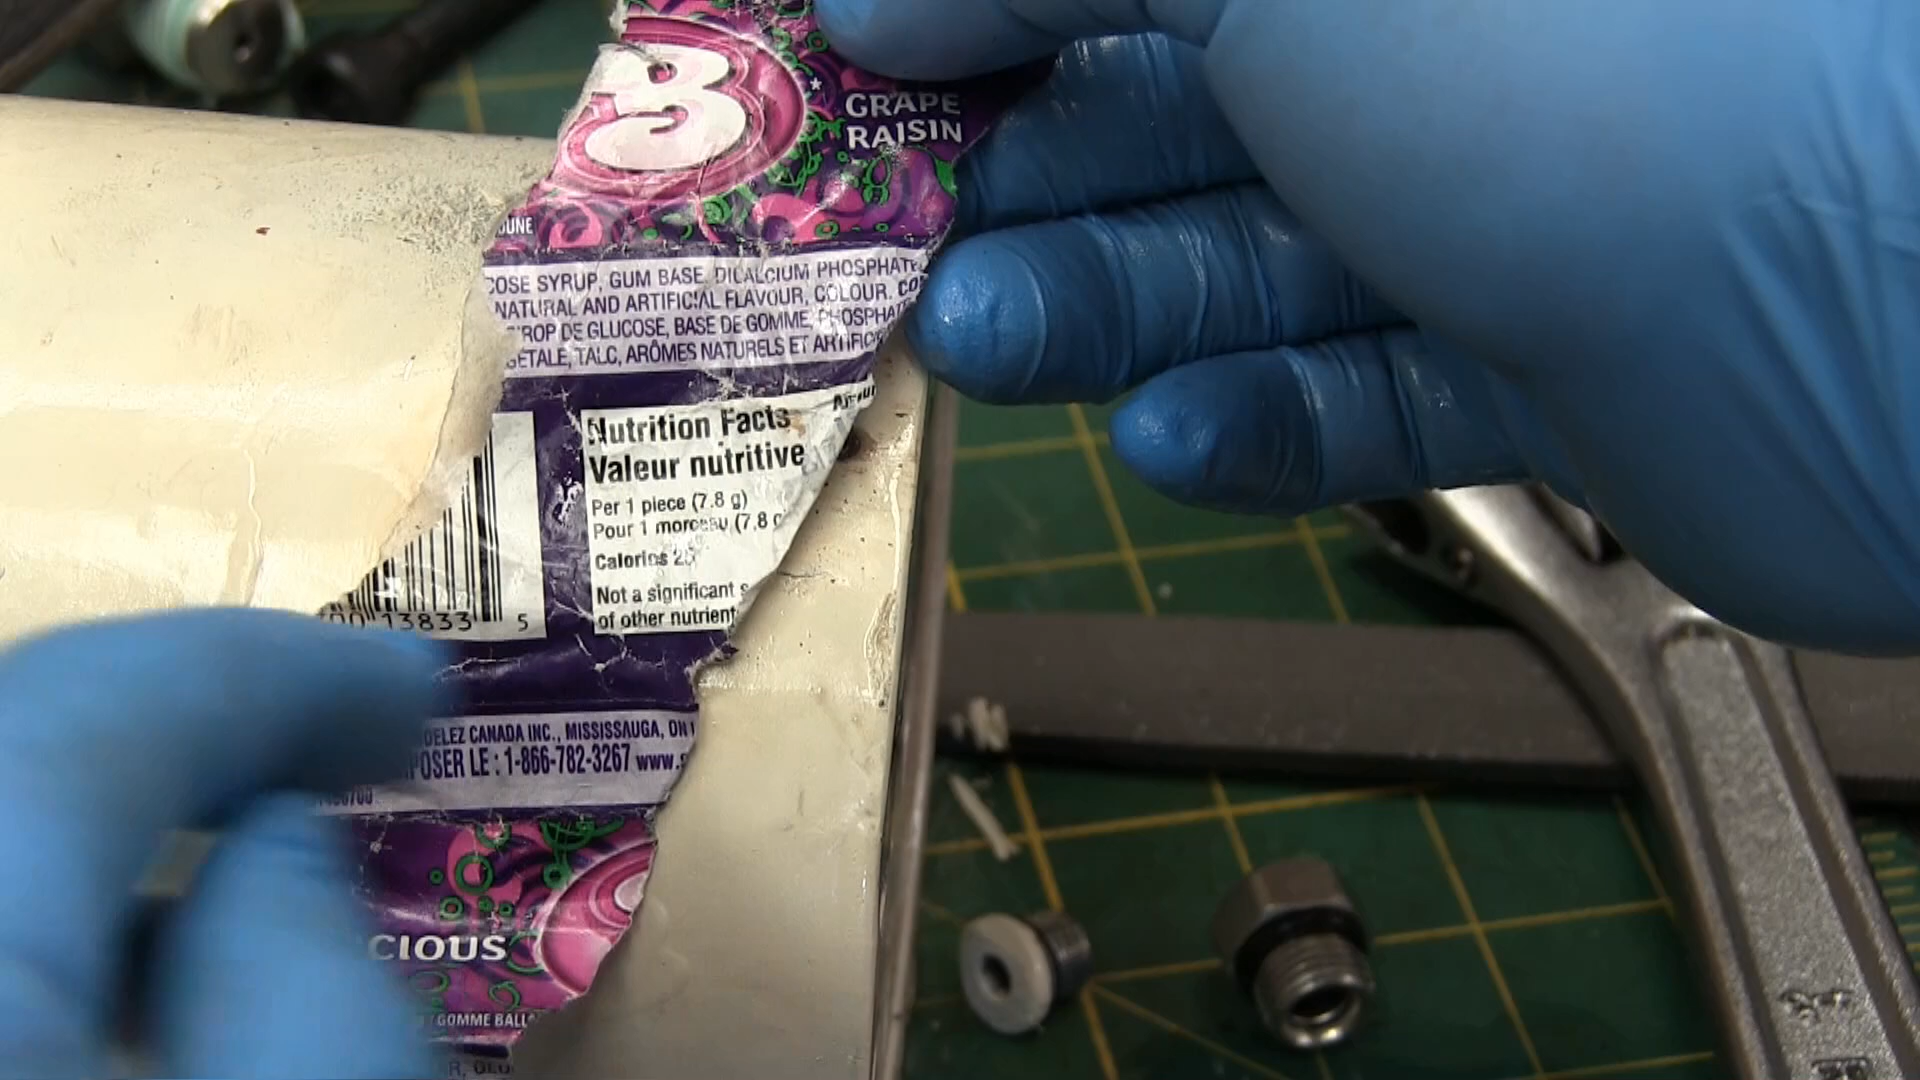 B
GRAPE
RAISIN
OUNE
COSE SYRUP, GUM BASE, DICALCIUM PHOSPHATE
NATURAL AND ARTIFICIAL FLAVOUR, COLOUR, CO
ROP DE GLUCOSE, BASE DE GOMME, PHOSPHAT
GÉTALE, TALC, ARÔMES NATURELS ET ARTIFIC
Nutrition Facts
Valeur nutritive
Per 1 piece (7.8 g)
Pour 1 morceau (7,8 g
Calories
Not a significant s
of other nutrient
13833 5
DELEZ CANADA INC., MISSISSAUGA, ON
POSER LE : 1-866-782-3267 www.
CIOUS
GOMME BALL